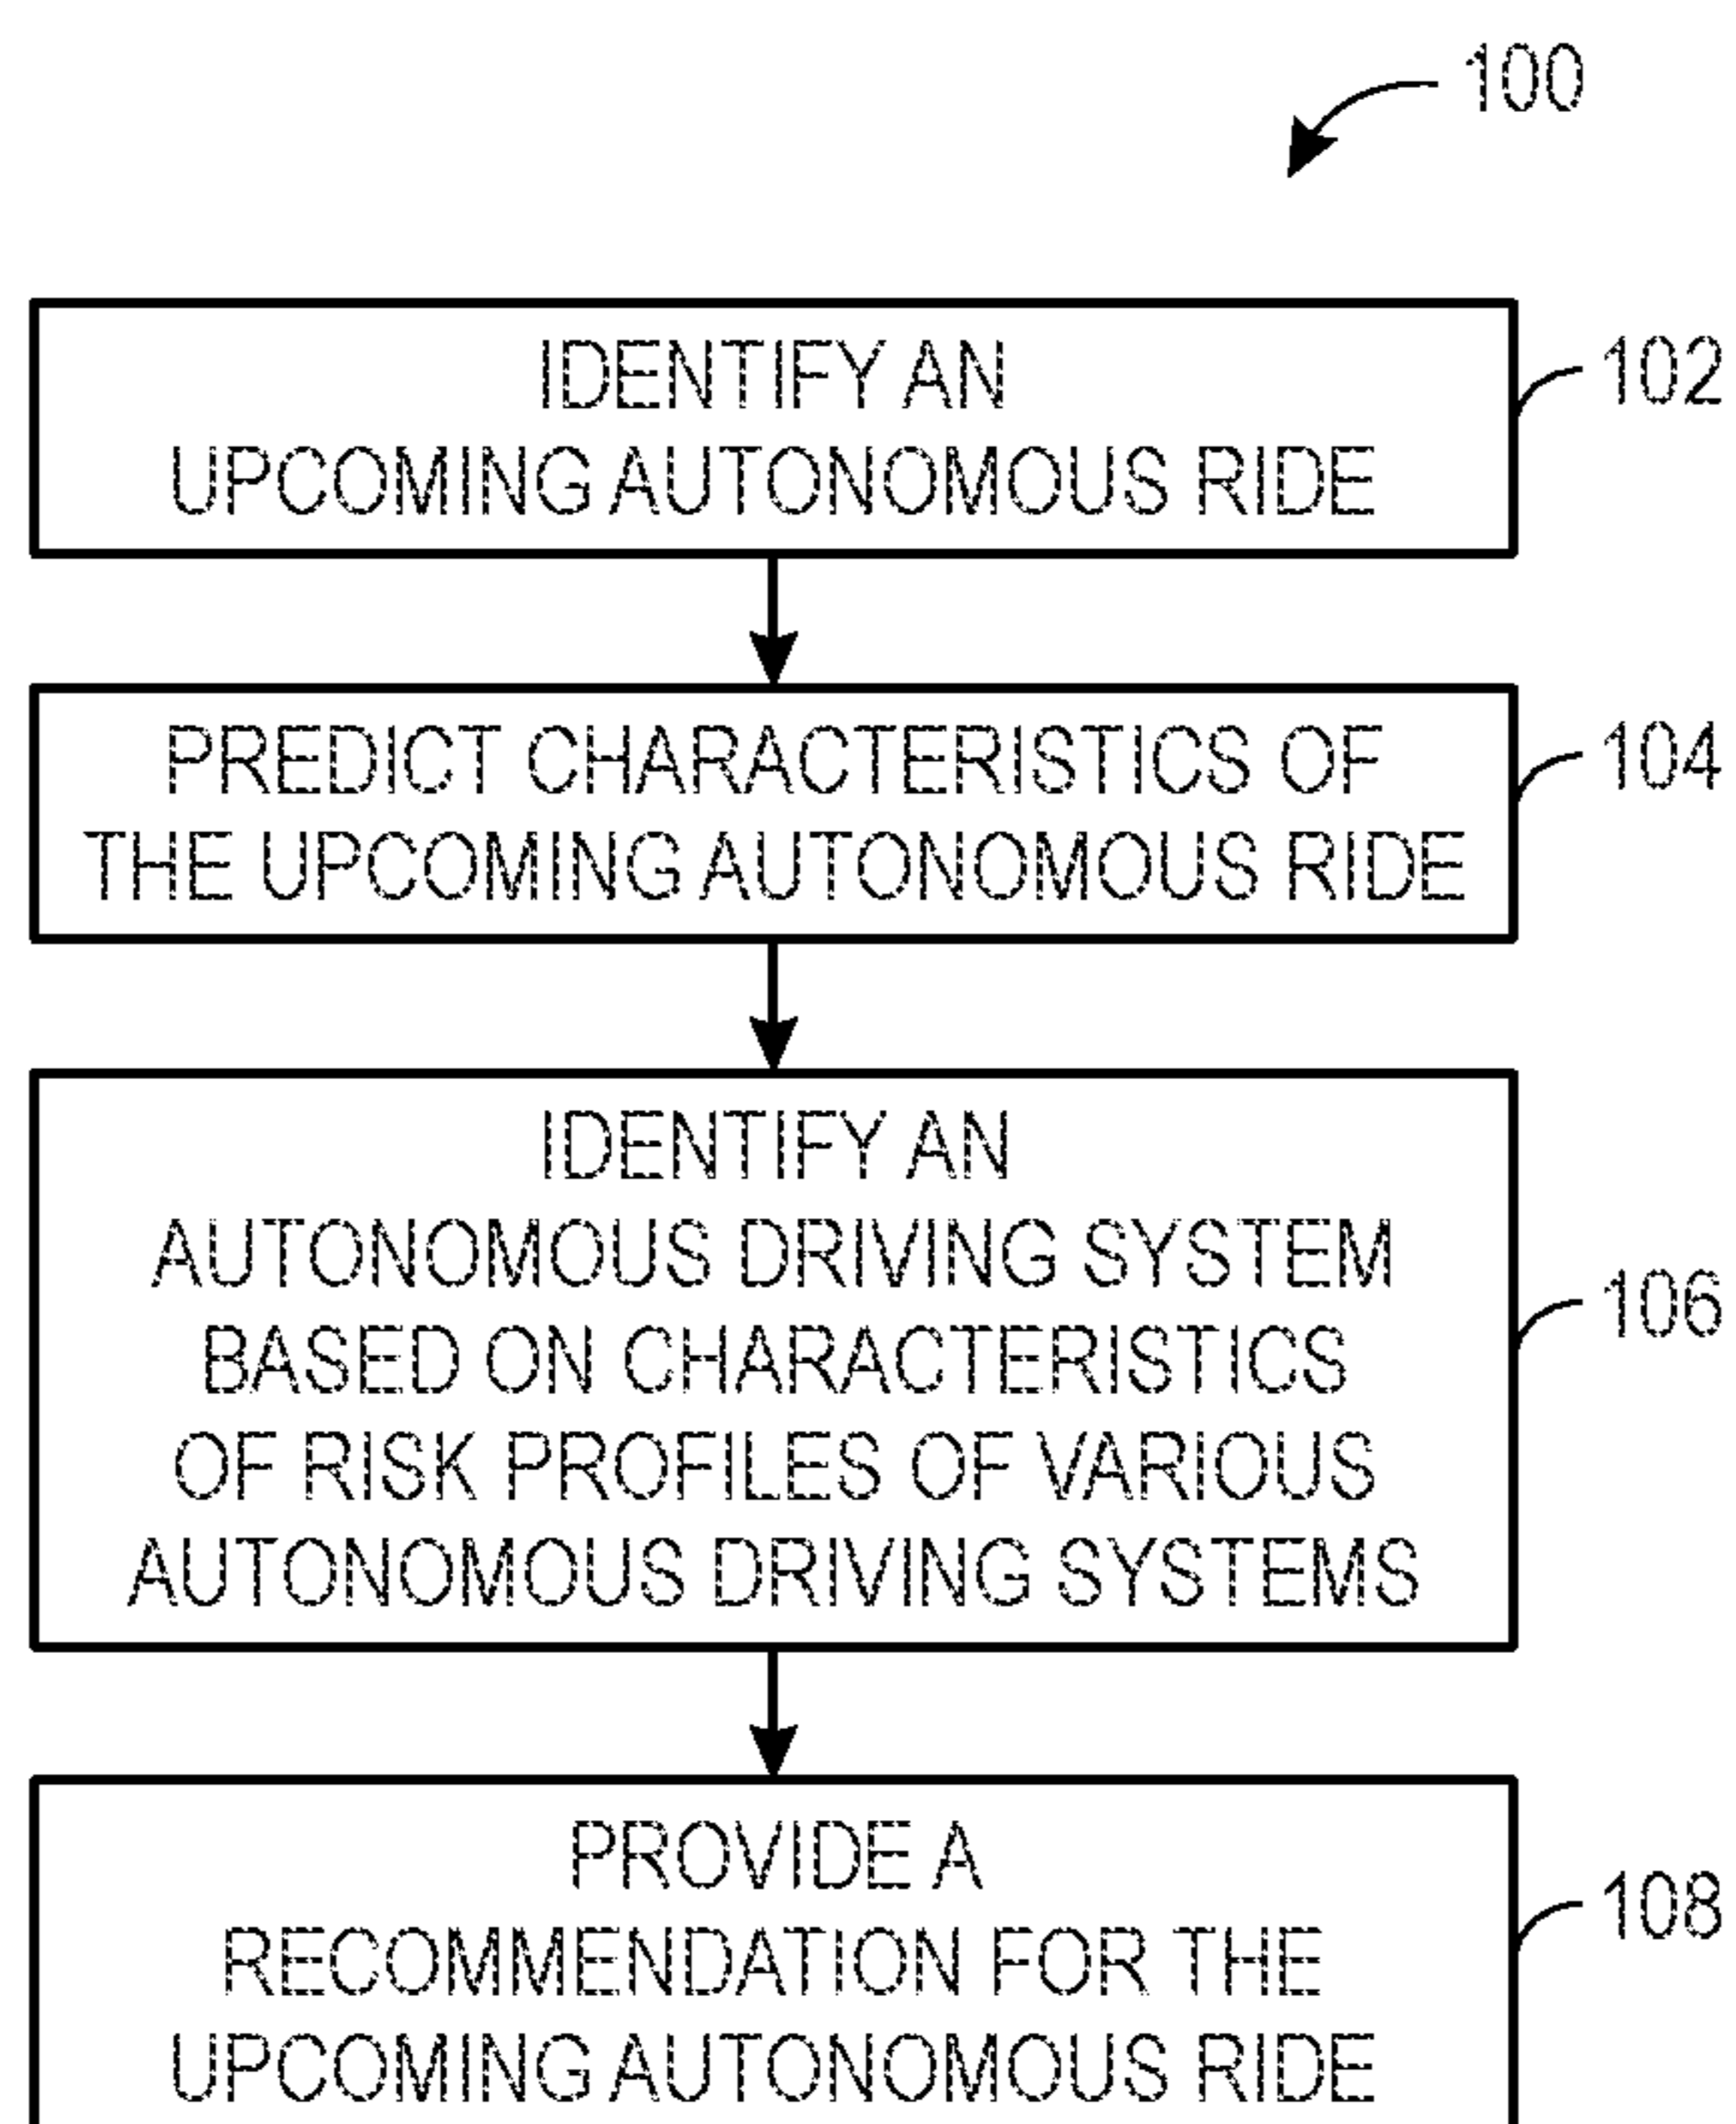 100
IDENTIFY AN
UPCOMING AUTONOMOUS RIDE
102
PREDICT CHARACTERISTICS OF
THE UPCOMING AUTONOMOUS RIDE
104
IDENTIFY AN
AUTONOMOUS DRIVING SYSTEM
BASED ON CHARACTERISTICS
OF RISK PROFILES OF VARIOUS
AUTONOMOUS DRIVING SYSTEMS
106
PROVIDE A
RECOMMENDATION FOR THE
UPCOMING AUTONOMOUS RIDE
108